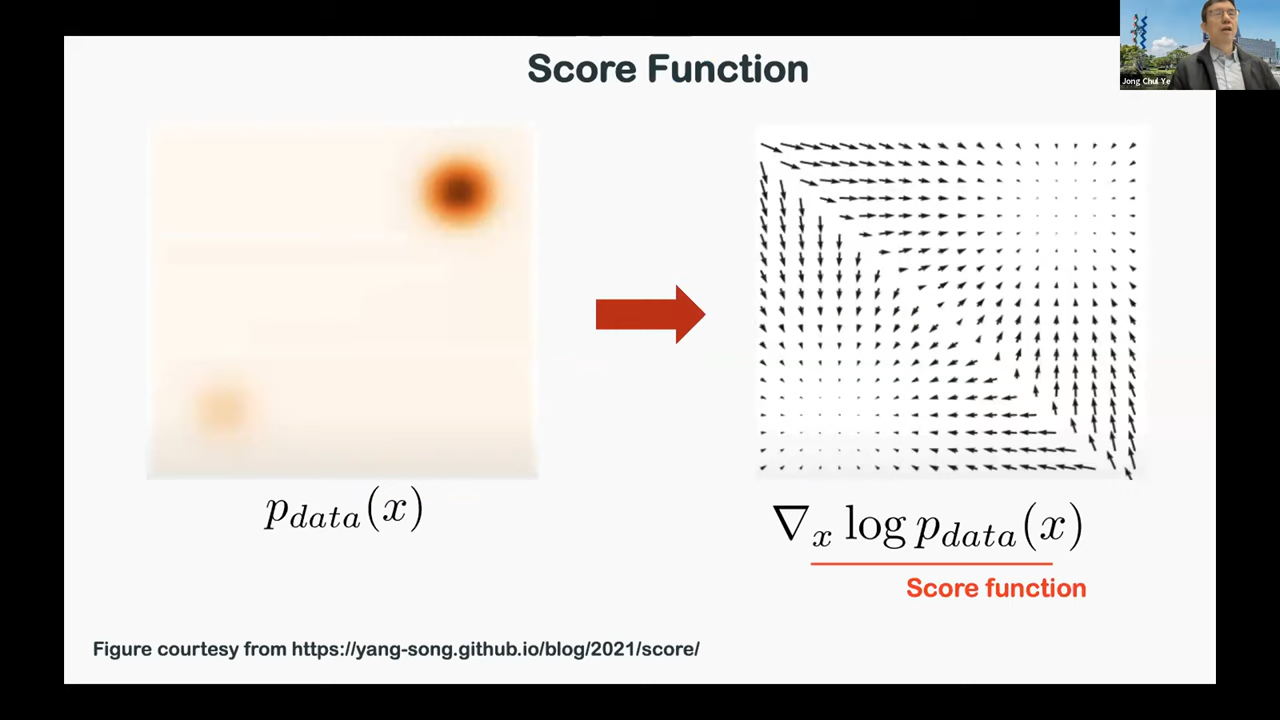 Score Function
Jong Chul Ye
p_{data}(x)
∇_x log p_{data}(x)
Score function
Figure courtesy from https://yang-song.github.io/blog/2021/score/